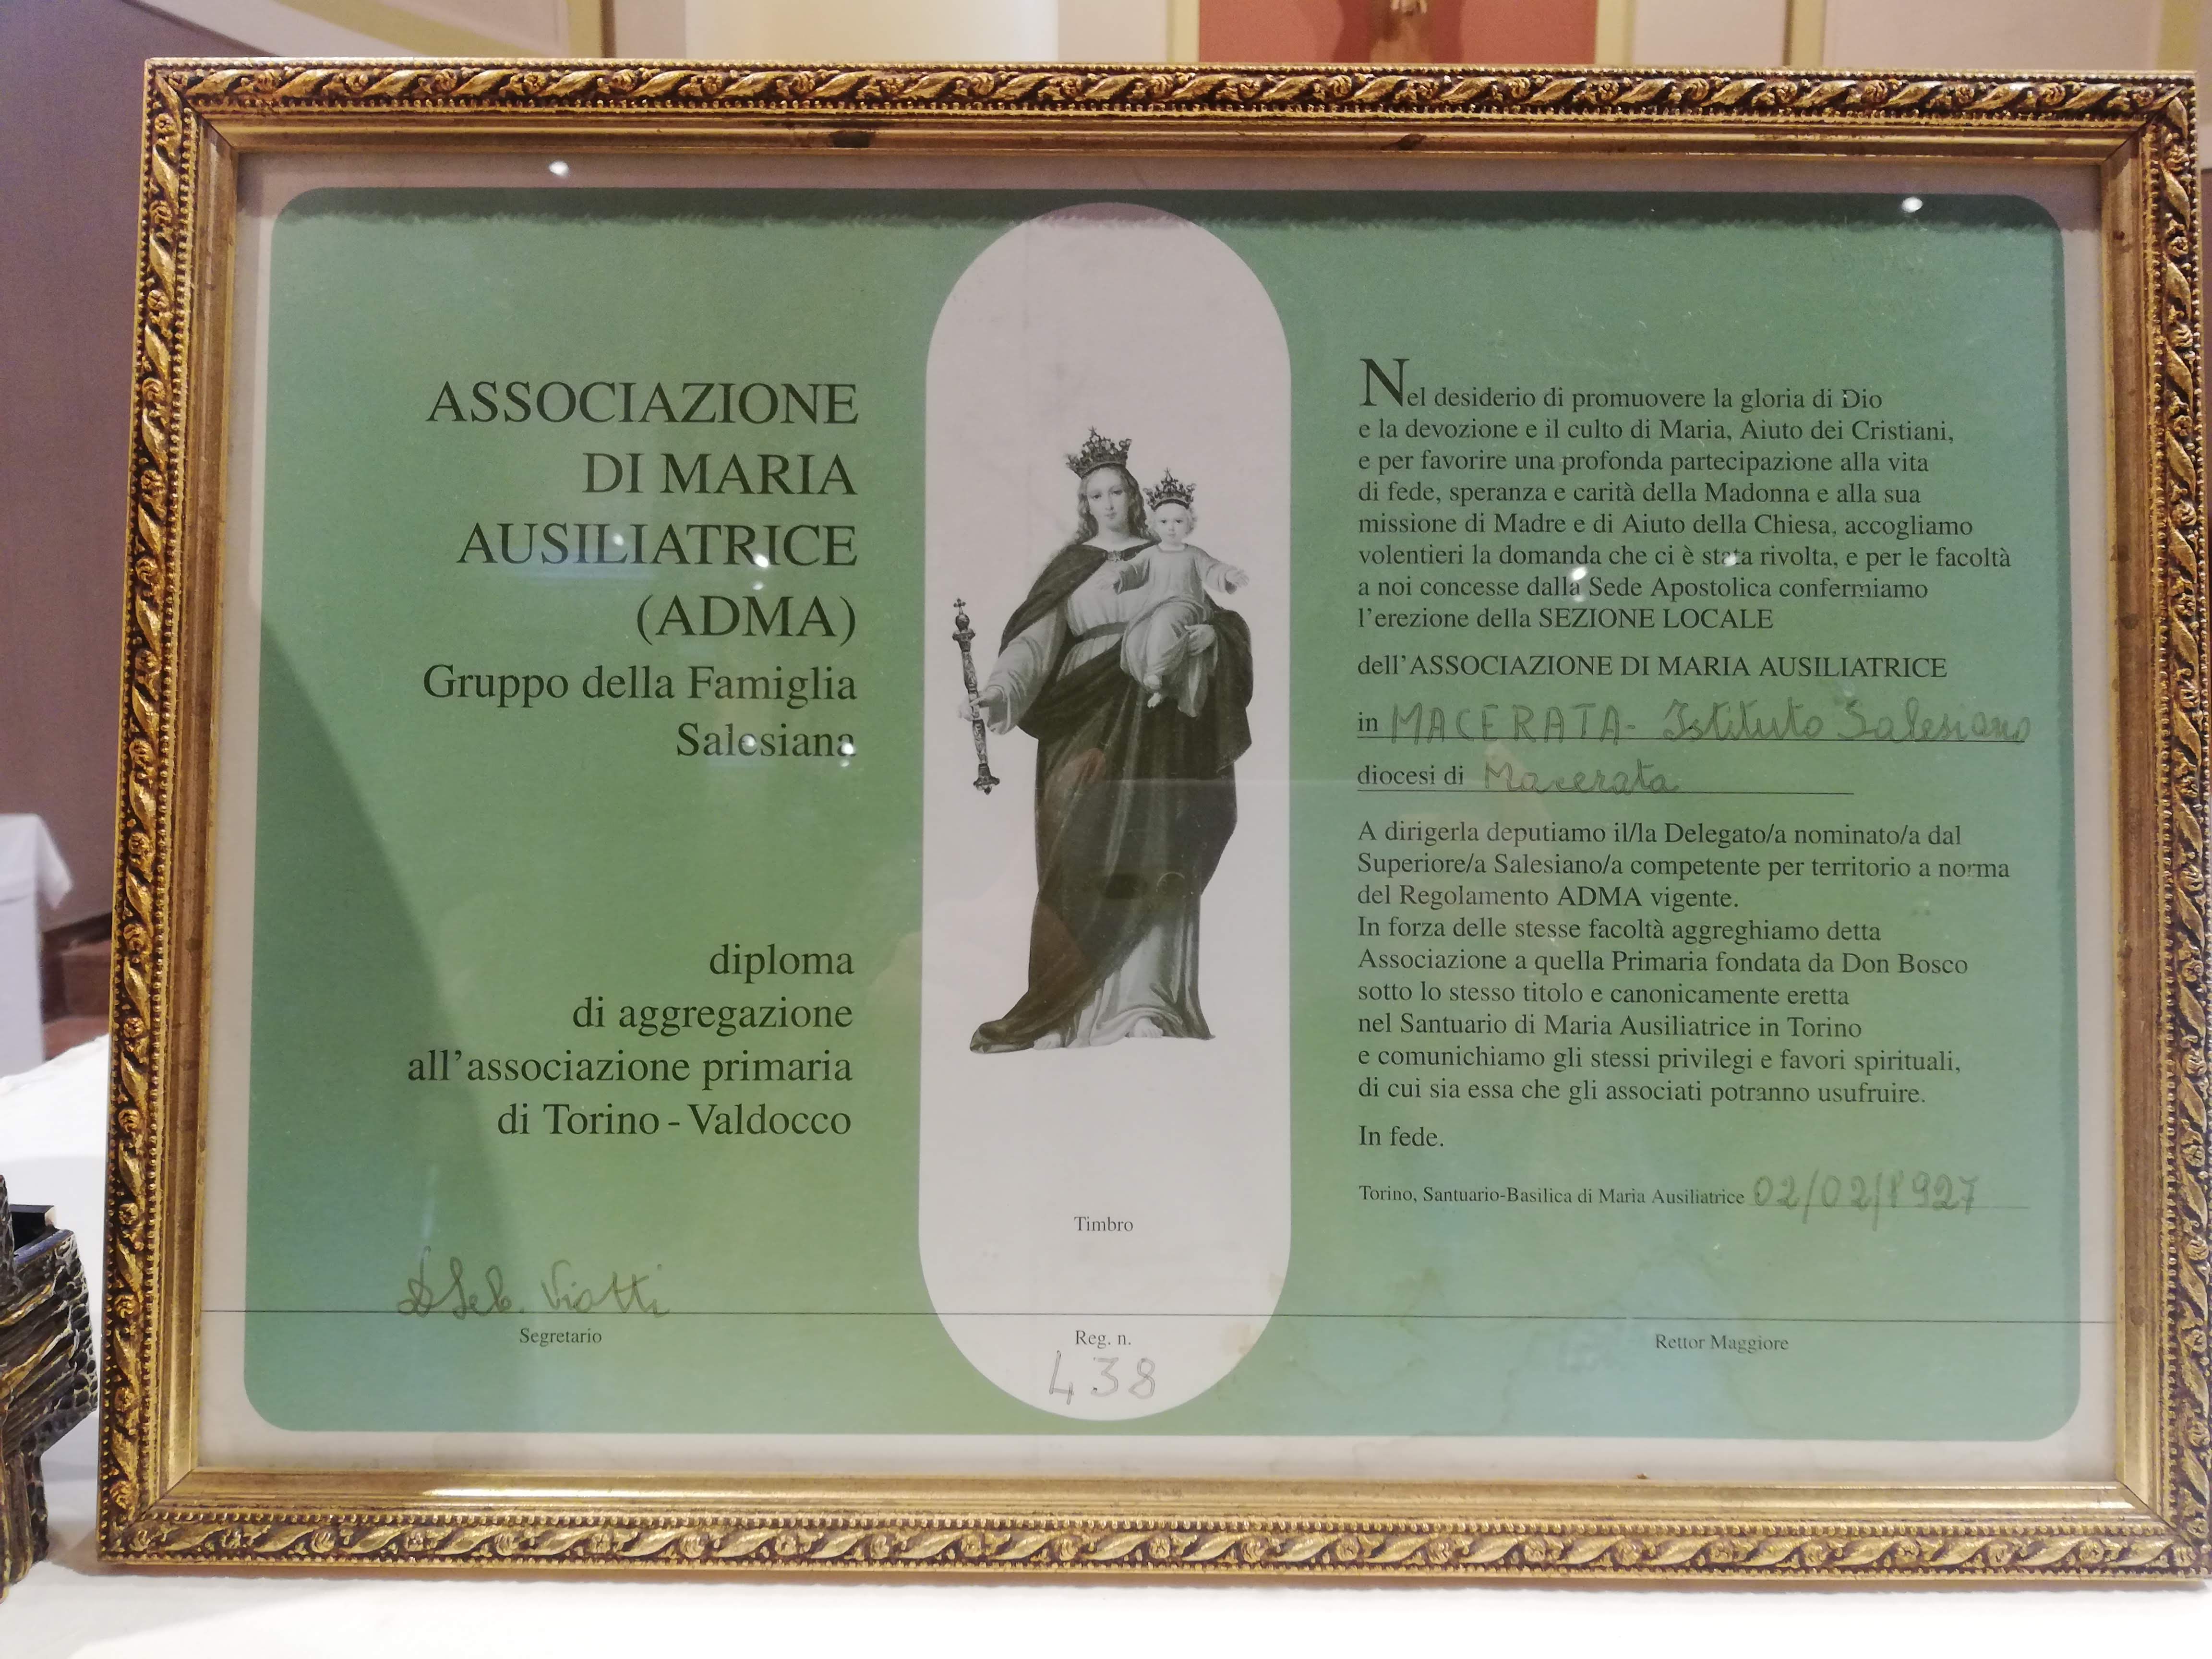 ASSOCIAZIONE
DI MARIA
AUSILIATRICE
(ADMA)
Gruppo della Famiglia
Salesiana
diploma
di aggregazione
all'associazione primaria
di Torino - Valdocco
Viotti
Segretario
Timbro
Reg. n.
438
Nel desiderio di promuovere la gloria di Dio
e la devozione e il culto di Maria, Aiuto dei Cristiani,
e per favorire una profonda partecipazione alla vita
di fede, speranza e carità della Madonna e alla sua
missione di Madre e di Aiuto della Chiesa, accogliamo
volentieri la domanda che ci è stata rivolta, e per le facoltà
a noi concesse dalla Sede Apostolica confermiamo
l'erezione della SEZIONE LOCALE
dell'ASSOCIAZIONE DI MARIA AUSILIATRICE
in MACERATA - Istituto Salesiano
diocesi di Macerata
A dirigerla deputiamo il/la Delegato/a nominato/a dal
Superiore/a Salesiano/a competente per territorio a norma
del Regolamento ADMA vigente.
In forza delle stesse facoltà aggreghiamo detta
Associazione a quella Primaria fondata da Don Bosco
sotto lo stesso titolo e canonicamente eretta
nel Santuario di Maria Ausiliatrice in Torino
e comunichiamo gli stessi privilegi e favori spirituali,
di cui sia essa che gli associati potranno usufruire.
In fede.
Torino, Santuario-Basilica di Maria Ausiliatrice 02/02/1927
Rettor Maggiore